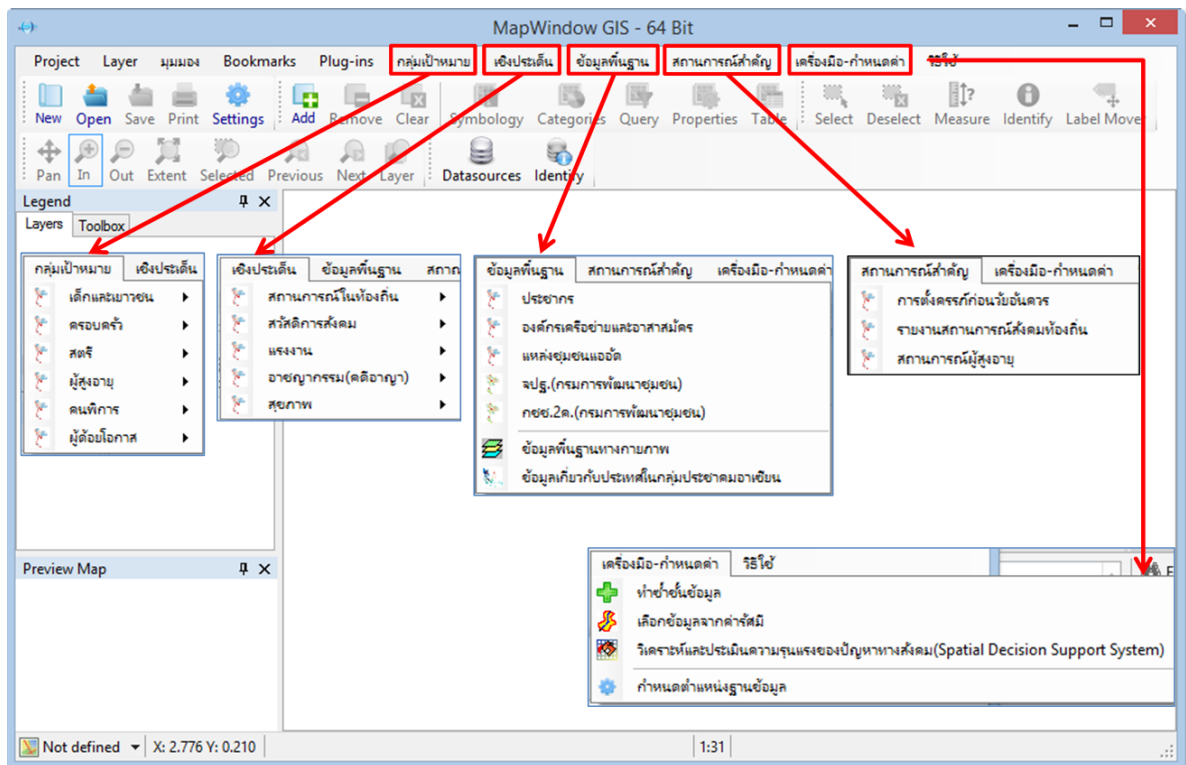 MapWindow GIS - 64 Bit
Project Layer มุมมอง Bookmarks Plug-ins กลุ่มเป้าหมาย เชิงประเด็น ข้อมูลพื้นฐาน สถานการณ์สำคัญ เครื่องมือ-กำหนดค่า วิธีใช้
New Open Save Print Settings Add Remove Clear Symbology Categories Query Properties Table Select Deselect Measure Identify Label Mover
Pan In Out Extent Selected Previous Next Layer Datasources Identify
Legend
Layers Toolbox
กลุ่มเป้าหมาย เชิงประเด็น
เด็กและเยาวชน
ครอบครัว
สตรี
ผู้สูงอายุ
คนพิการ
ผู้ด้อยโอกาส
เชิงประเด็น ข้อมูลพื้นฐาน สถาน
สถานการณ์ในท้องถิ่น
สวัสดิการสังคม
แรงงาน
อาชญากรรม(คดีอาญา)
สุขภาพ
ข้อมูลพื้นฐาน สถานการณ์สำคัญ เครื่องมือ-กำหนดค่า
ประชากร
องค์กรเครือข่ายและอาสาสมัคร
แหล่งชุมชนแออัด
จปฐ.(กรมการพัฒนาชุมชน)
กชช.2ค.(กรมการพัฒนาชุมชน)
ข้อมูลพื้นฐานทางกายภาพ
ข้อมูลเกี่ยวกับประเทศในกลุ่มประชาคมอาเซียน
สถานการณ์สำคัญ เครื่องมือ-กำหนดค่า
การตั้งครรภ์ก่อนวัยอันควร
รายงานสถานการณ์สังคมท้องถิ่น
สถานการณ์ผู้สูงอายุ
Preview Map
เครื่องมือ-กำหนดค่า วิธีใช้
ทำซ้ำชั้นข้อมูล
เลือกข้อมูลจากค่ารัศมี
วิเคราะห์และประเมินความรุนแรงของปัญหาทางสังคม(Spatial Decision Support System)
กำหนดตำแหน่งฐานข้อมูล
Not defined X: 2.776 Y: 0.210 1:31